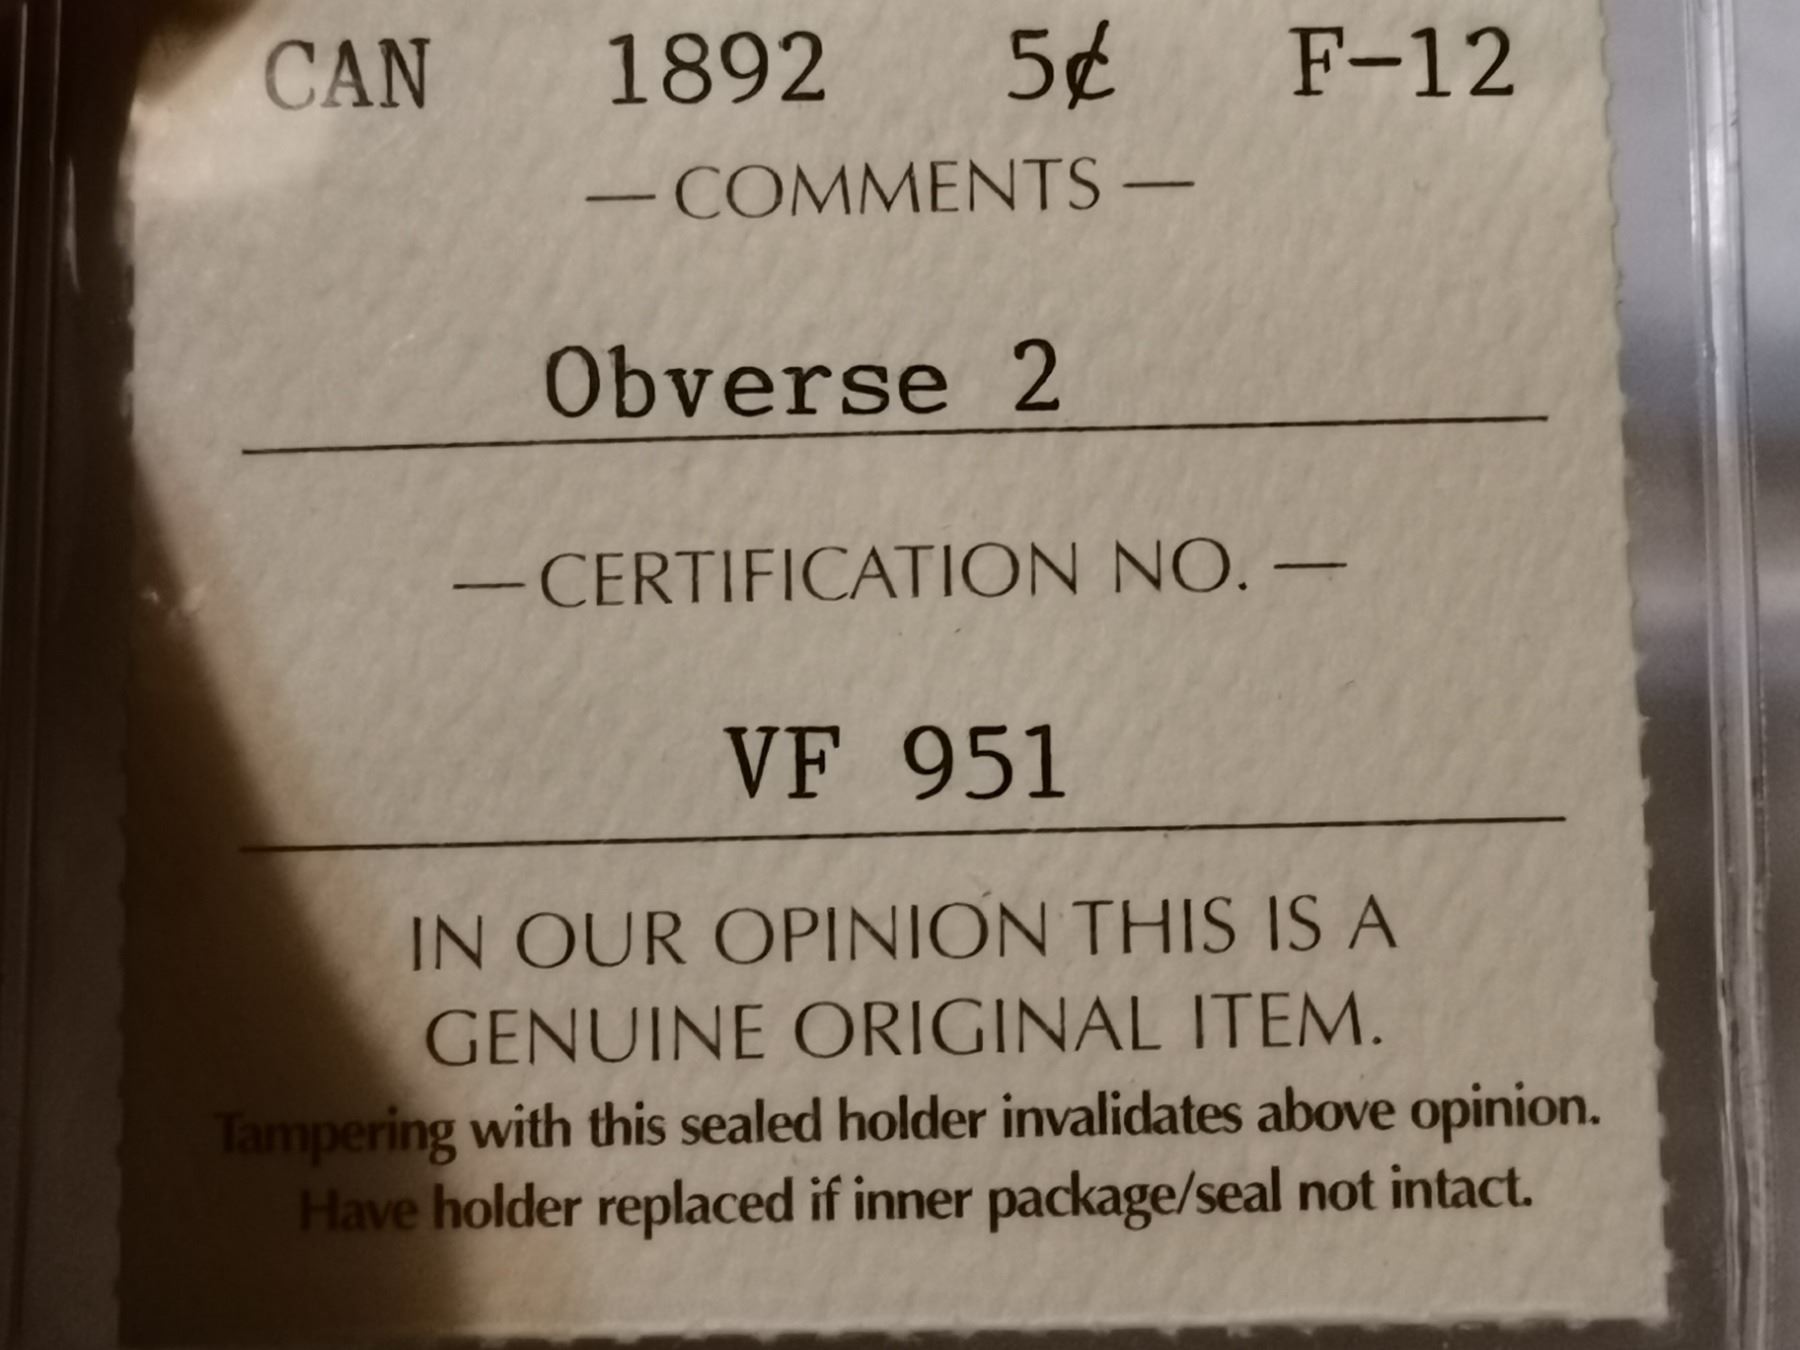 CAN 1892 5¢ F-12
— COMMENTS —
Obverse 2
— CERTIFICATION NO. —
VF 951
IN OUR OPINION THIS IS A
GENUINE ORIGINAL ITEM.
Tampering with this sealed holder invalidates above opinion.
Have holder replaced if inner package/seal not intact.